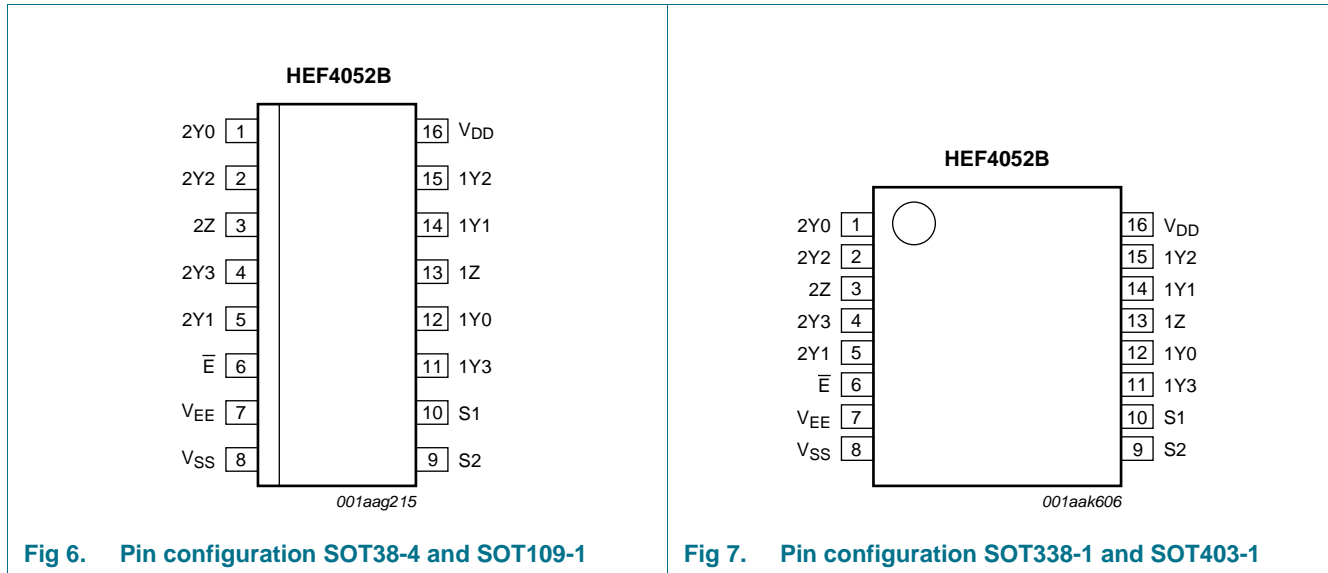 HEF4052B
2Y0 1 16 VDD
2Y2 2 15 1Y2
2Z 3 14 1Y1
2Y3 4 13 1Z
2Y1 5 12 1Y0
E̅ 6 11 1Y3
VEE 7 10 S1
VSS 8 9 S2
001aag215
Fig 6. Pin configuration SOT38-4 and SOT109-1
HEF4052B
2Y0 1 16 VDD
2Y2 2 15 1Y2
2Z 3 14 1Y1
2Y3 4 13 1Z
2Y1 5 12 1Y0
E̅ 6 11 1Y3
VEE 7 10 S1
VSS 8 9 S2
001aak606
Fig 7. Pin configuration SOT338-1 and SOT403-1